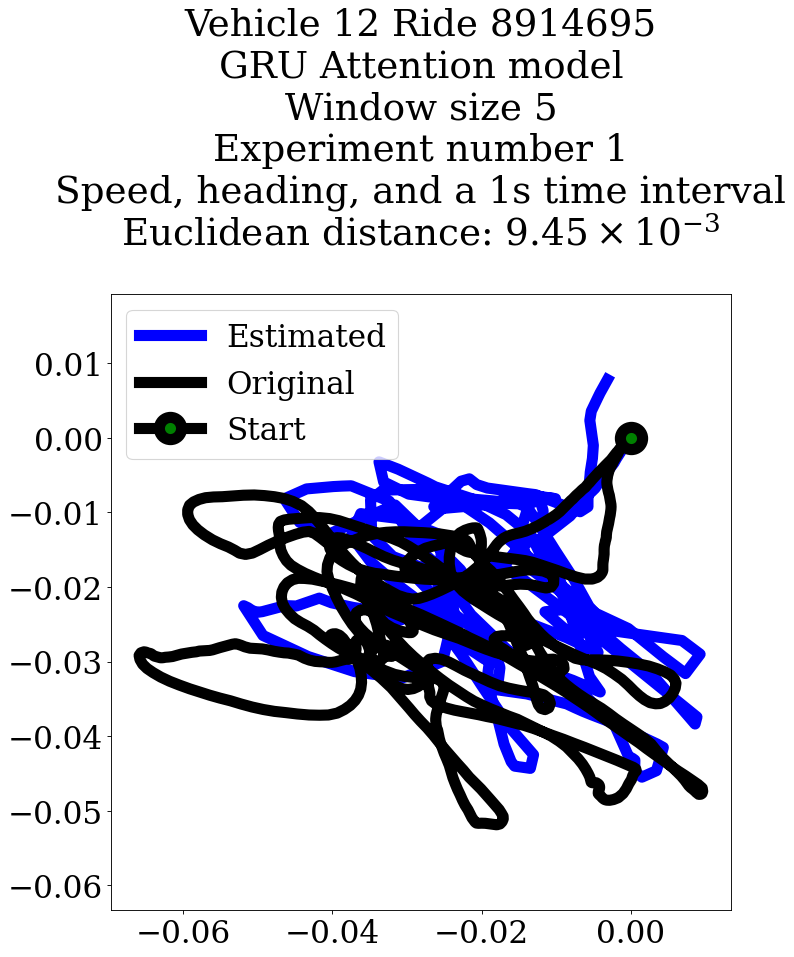 Vehicle 12 Ride 8914695
GRU Attention model
Window size 5
Experiment number 1
Speed, heading, and a 1s time interval
Euclidean distance: 9.45 × 10⁻³
Estimated
Original
Start
0.01
0.00
−0.01
−0.02
−0.03
−0.04
−0.05
−0.06
−0.06
−0.04
−0.02
0.00